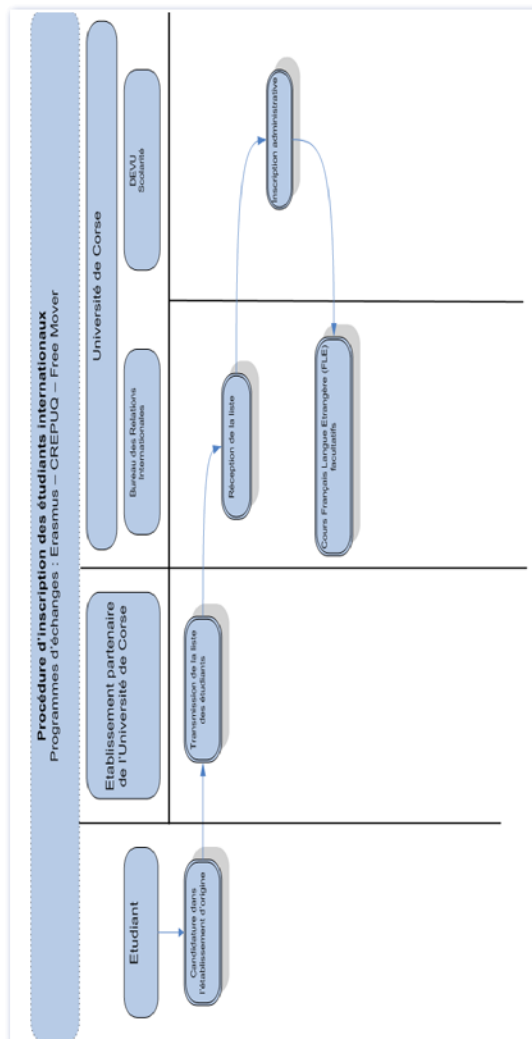 Procédure d'inscription des étudiants internationaux
Programmes d'échanges : Erasmus – CREPUQ – Free Mover
Etudiant
Etablissement partenaire
de l'Université de Corse
Université de Corse
Bureau des Relations
Internationales
DEVU
Scolarité
Candidature dans
l'établissement d'origine
Transmission de la liste
des étudiants
Réception de la liste
Inscription administrative
Cours Français Langue Etrangère (FLE)
facultatifs